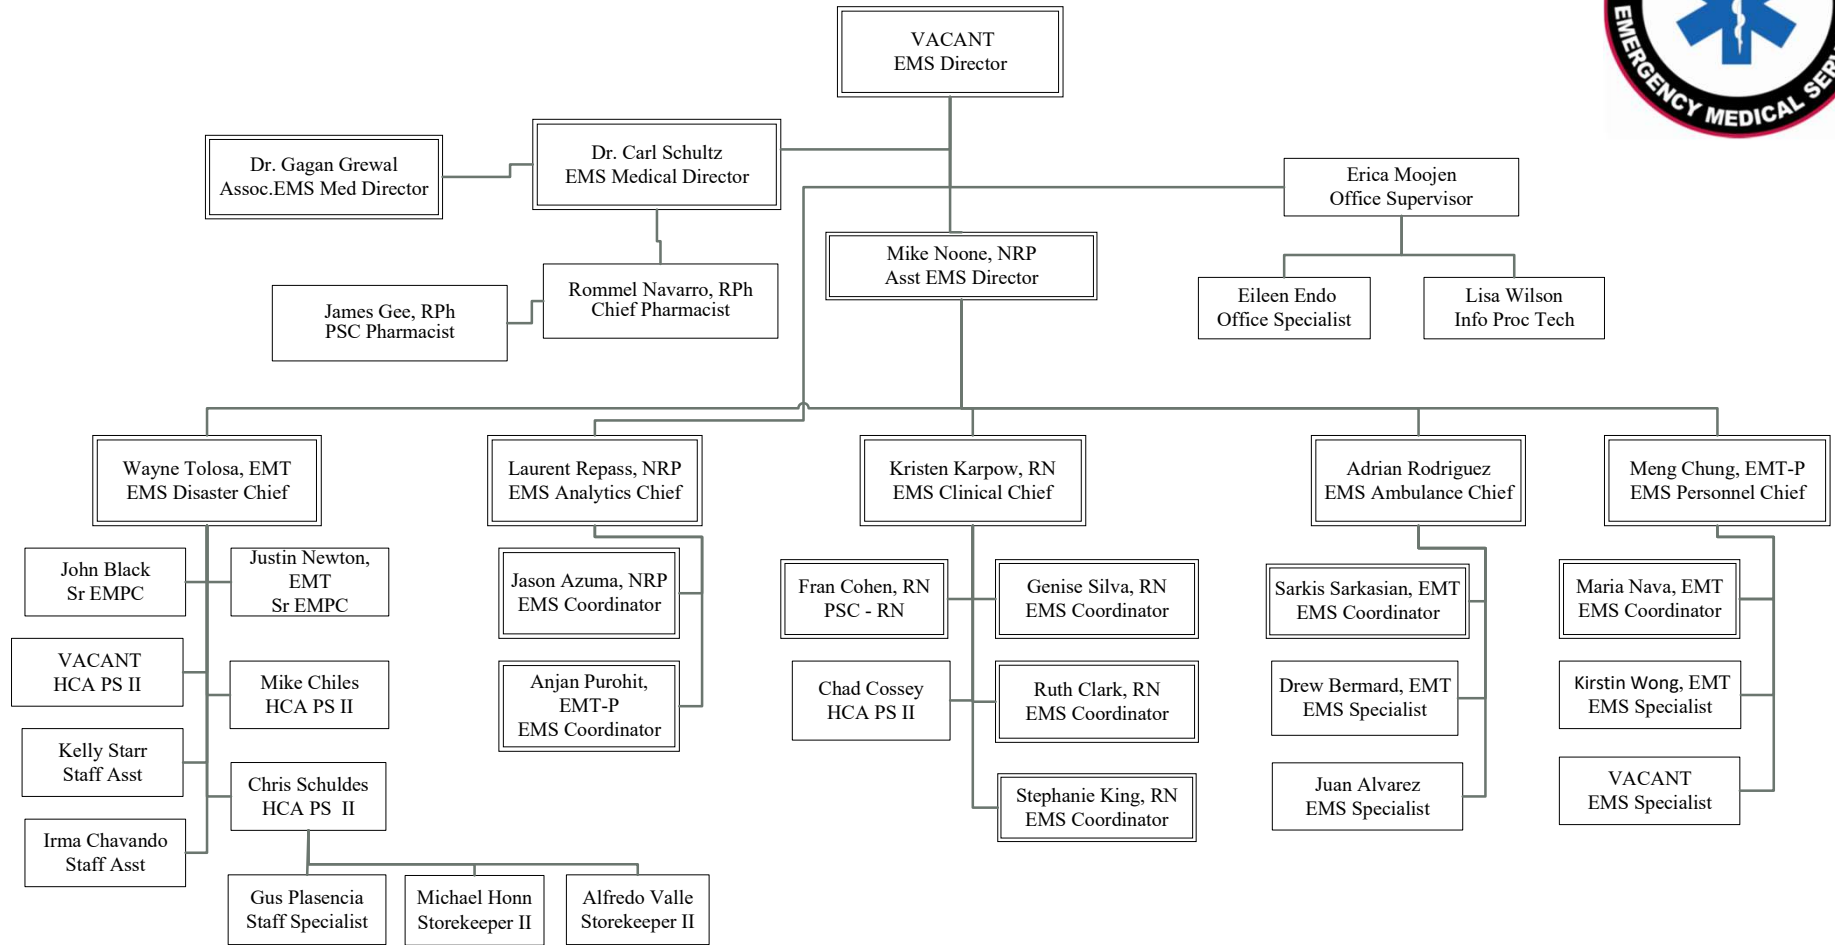 VACANT
EMS Director
EMERGENCY MEDICAL
Dr. Gagan Grewal
Assoc.EMS Med Director
Dr. Carl Schultz
EMS Medical Director
Erica Moojen
Office Supervisor
Mike Noone, NRP
Asst EMS Director
James Gee, RPh
PSC Pharmacist
Rommel Navarro, RPh
Chief Pharmacist
Eileen Endo
Office Specialist
Lisa Wilson
Info Proc Tech
Wayne Tolosa, EMT
EMS Disaster Chief
Laurent Repass, NRP
EMS Analytics Chief
Kristen Karpow, RN
EMS Clinical Chief
Adrian Rodriguez
EMS Ambulance Chief
Meng Chung, EMT-P
EMS Personnel Chief
John Black
Sr EMPC
Justin Newton,
EMT
Sr EMPC
VACANT
HCA PS II
Mike Chiles
HCA PS II
Kelly Starr
Staff Asst
Chris Schuldes
HCA PS  II
Irma Chavando
Staff Asst
Gus Plasencia
Staff Specialist
Michael Honn
Storekeeper II
Alfredo Valle
Storekeeper II
Jason Azuma, NRP
EMS Coordinator
Anjan Purohit,
EMT-P
EMS Coordinator
Fran Cohen, RN
PSC - RN
Genise Silva, RN
EMS Coordinator
Chad Cossey
HCA PS II
Ruth Clark, RN
EMS Coordinator
Stephanie King, RN
EMS Coordinator
Sarkis Sarkasian, EMT
EMS Coordinator
Drew Bermard, EMT
EMS Specialist
Juan Alvarez
EMS Specialist
Maria Nava, EMT
EMS Coordinator
Kirstin Wong, EMT
EMS Specialist
VACANT
EMS Specialist